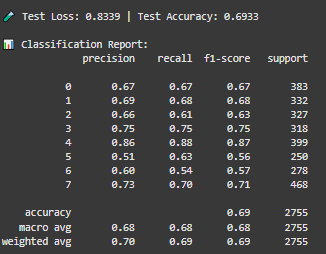 🧪 Test Loss: 0.8339 | Test Accuracy: 0.6933
📊 Classification Report:
precision recall f1-score support
0 0.67 0.67 0.67 383
1 0.69 0.68 0.68 332
2 0.66 0.61 0.63 327
3 0.75 0.75 0.75 318
4 0.86 0.88 0.87 399
5 0.51 0.63 0.56 250
6 0.60 0.54 0.57 278
7 0.73 0.70 0.71 468
accuracy 0.69 2755
macro avg 0.68 0.68 0.68 2755
weighted avg 0.70 0.69 0.69 2755